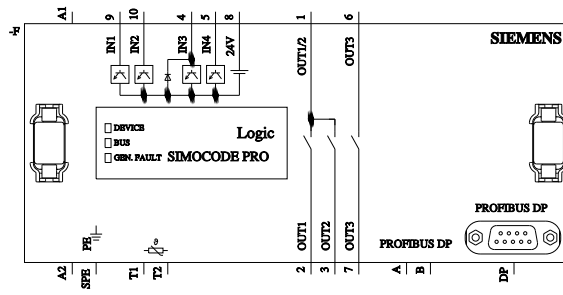 A1 9 10 4 5 8 1 6
IN1 IN2 IN3 IN4 24V OUT1/2 OUT3
SIEMENS
DEVICE
BUS
GEN. FAULT
Logic
SIMOCODE PRO
PE
ϑ
OUT1 OUT2 OUT3
PROFIBUS DP
PROFIBUS DP
A2 SPE T1 T2 2 3 7 A B DP